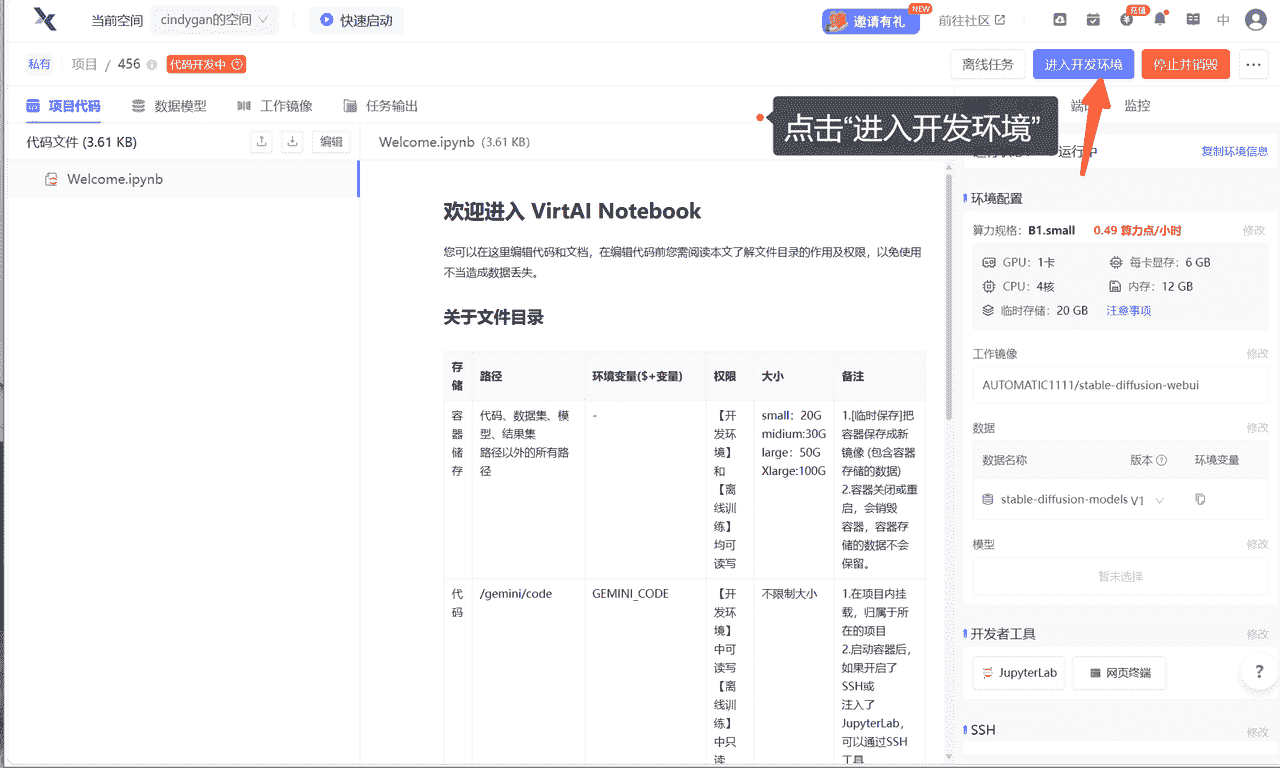 当前空间 cindygan的空间 快速启动 邀请有礼 NEW 前往社区 充值 中
私有 项目 / 456 代码开发中 离线任务 进入开发环境 停止并销毁 ...
项目代码 数据模型 工作镜像 任务输出 监控
点击“进入开发环境”
代码文件 (3.61 KB) 编辑 Welcome.ipynb (3.61 KB) 复制环境信息
Welcome.ipynb
欢迎进入 VirtAI Notebook
您可以在这里编辑代码和文档，在编辑代码前您需阅读本文了解文件目录的作用及权限，以免使用
不当造成数据丢失。
关于文件目录
存
储
路径
环境变量($+变量)
权限
大小
备注
容
器
储
存
代码、数据集、模
型、结果集
路径以外的所有路
径
-
【开
发环
境】
和
【离
线训
练】
均可
读写
small：20G
midium:30G
large：50G
Xlarge:100G
1.[临时保存]把
容器保存成新
镜像 (包含容器
存储的数据)
2.容器关闭或重
启，会销毁
容器，容器存
储的数据不会
保留。
代
码
/gemini/code
GEMINI_CODE
【开
发环
境】
中可
读写
【离
线训
练】
中只
读
不限制大小
1.在项目内挂
载，归属于所
在的项目
2.启动容器后，
如果开启了
SSH或
注入了
JupyterLab，
可以通过SSH
工具
环境配置
算力规格： B1.small 0.49 算力点/小时 修改
GPU： 1卡 每卡显存： 6 GB
CPU： 4核 内存： 12 GB
临时存储： 20 GB 注意事项
工作镜像 修改
AUTOMATIC1111/stable-diffusion-webui
数据 修改
数据名称 版本 环境变量
stable-diffusion-models V1
模型 修改
暂未选择
开发者工具 修改
JupyterLab 网页终端
?
SSH 修改